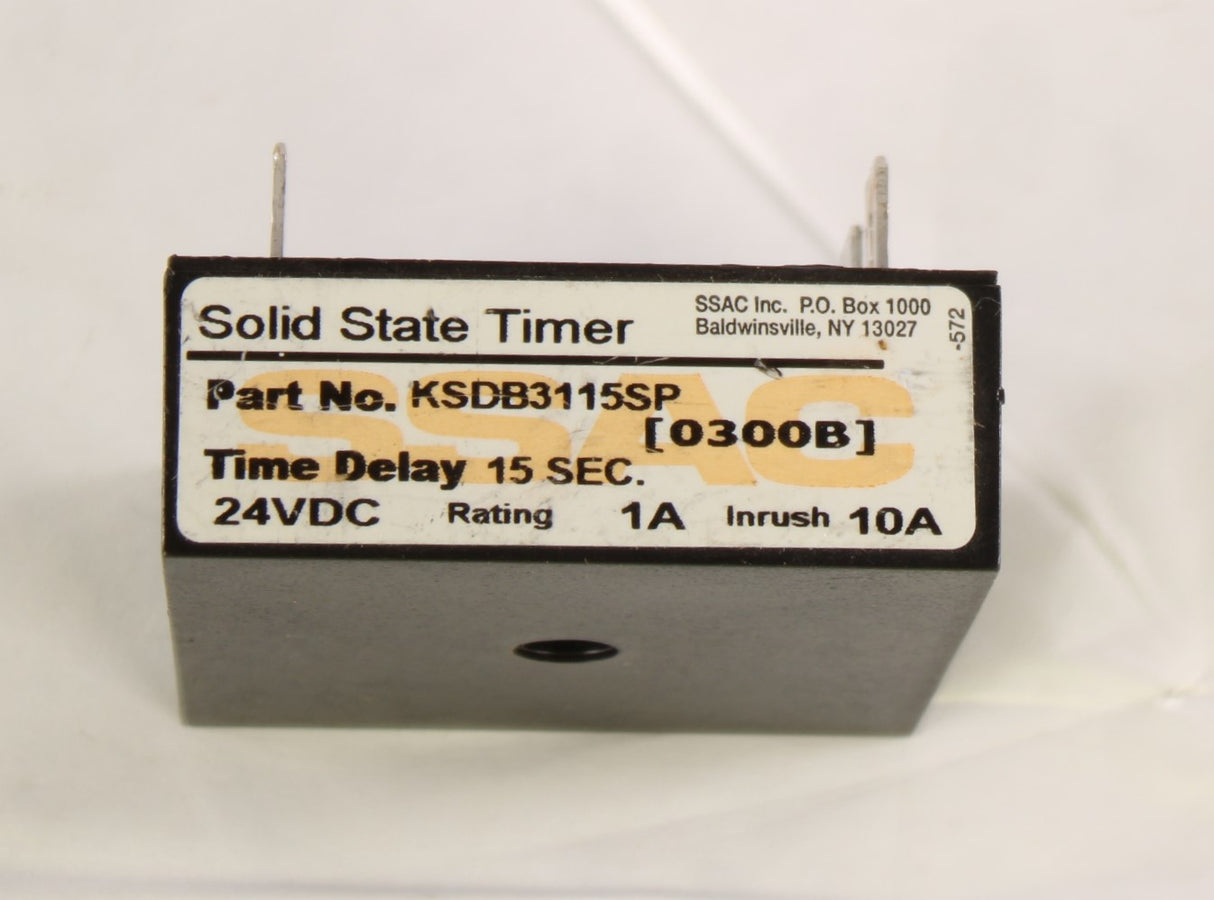 Solid State Timer
SSAC Inc. P.O. Box 1000
Baldwinsville, NY 13027
-572
SSAC
Part No. KSDB3115SP
[0300B]
Time Delay 15 SEC.
24VDC Rating 1A Inrush 10A